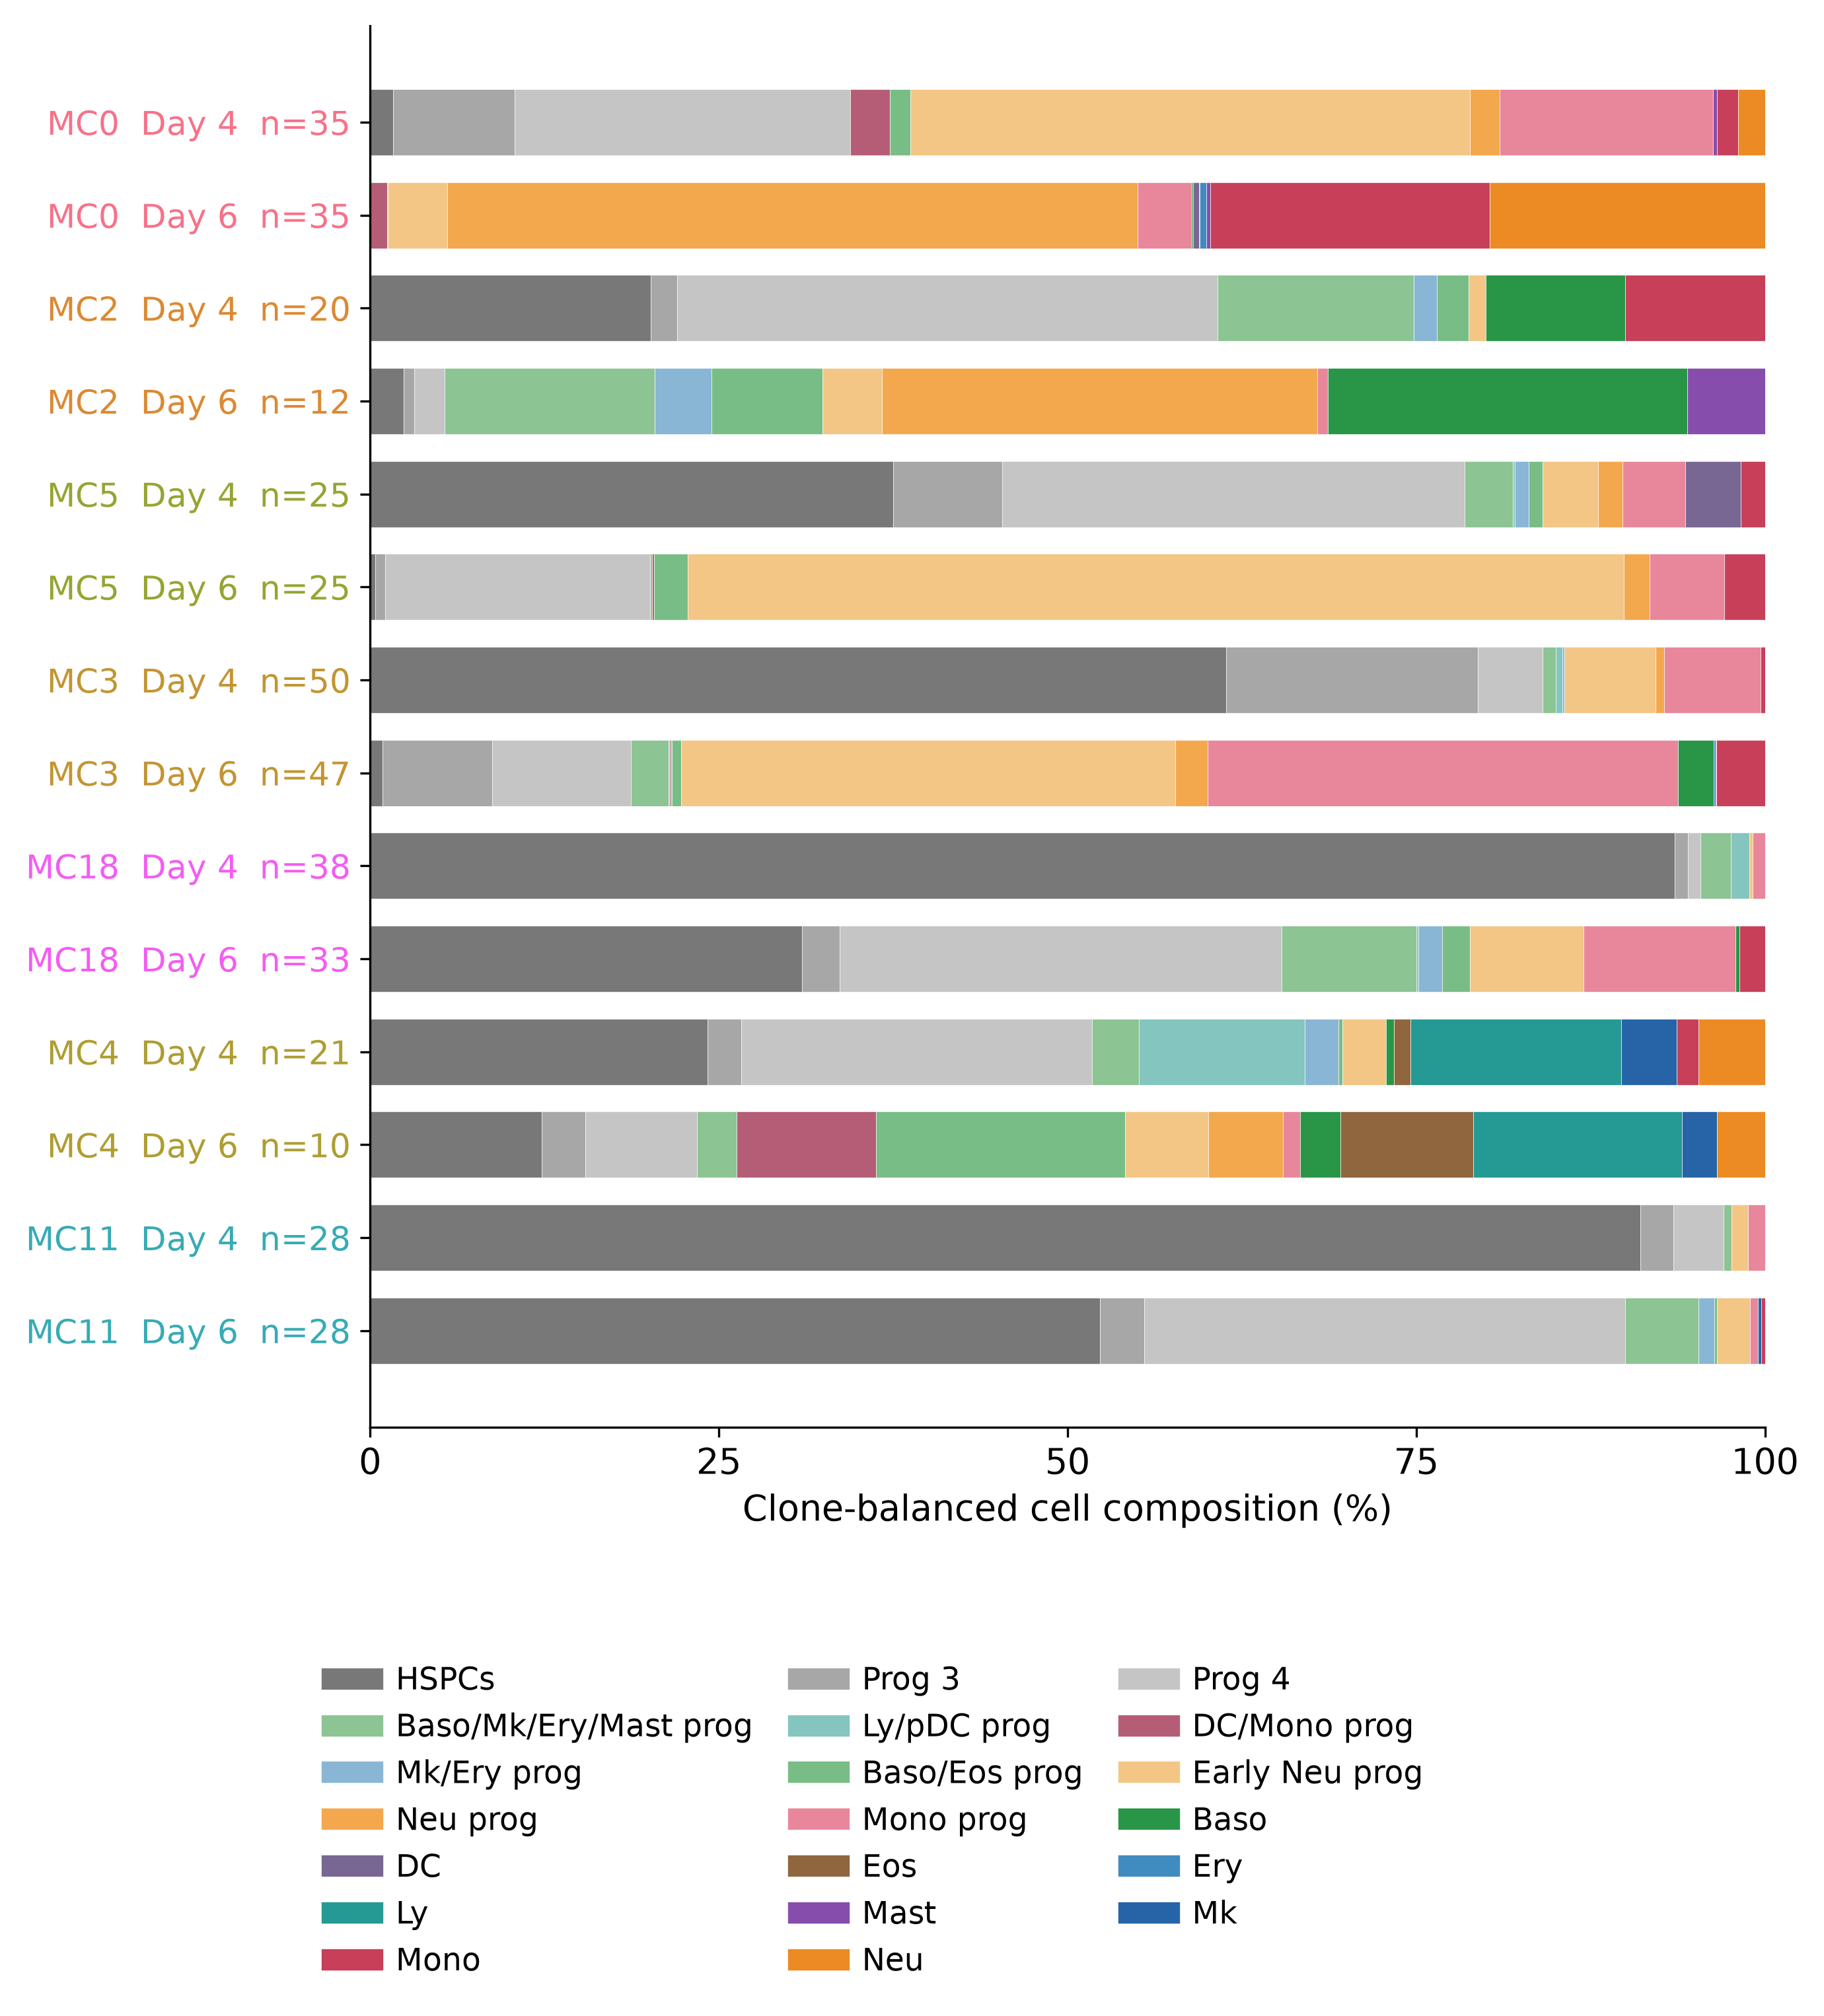 MC0 Day 4 n=35
MC0 Day 6 n=35
MC2 Day 4 n=20
MC2 Day 6 n=12
MC5 Day 4 n=25
MC5 Day 6 n=25
MC3 Day 4 n=50
MC3 Day 6 n=47
MC18 Day 4 n=38
MC18 Day 6 n=33
MC4 Day 4 n=21
MC4 Day 6 n=10
MC11 Day 4 n=28
MC11 Day 6 n=28
0 25 50 75 100
Clone-balanced cell composition (%)
HSPCs Prog 3 Prog 4
Baso/Mk/Ery/Mast prog Ly/pDC prog DC/Mono prog
Mk/Ery prog Baso/Eos prog Early Neu prog
Neu prog Mono prog Baso
DC Eos Ery
Ly Mast Mk
Mono Neu